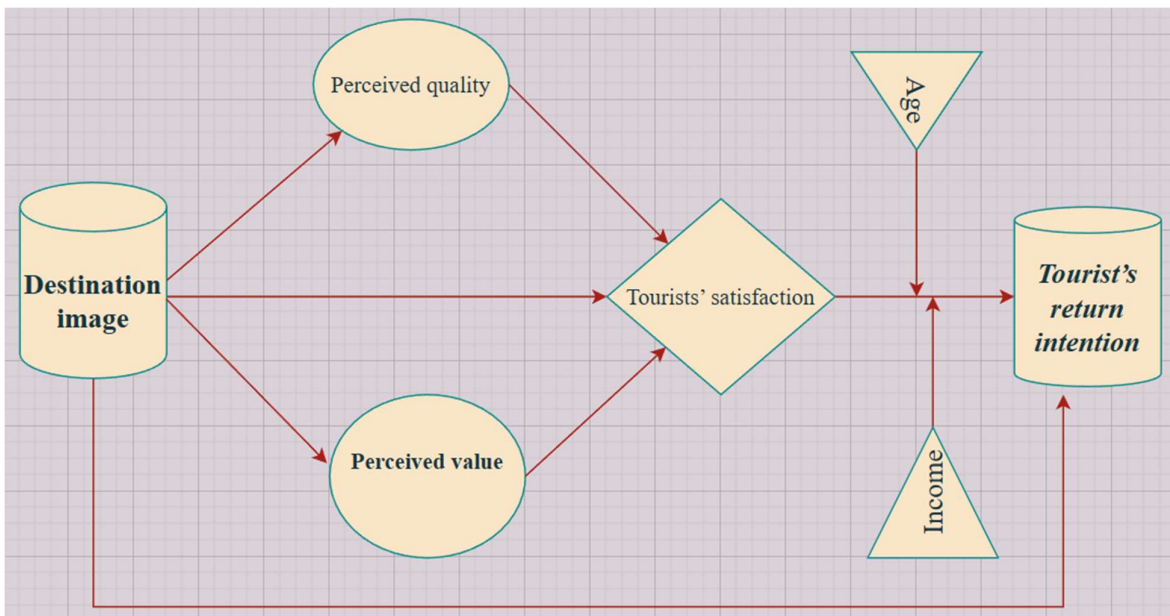 Perceived quality
Age
Destination
image
Tourists’ satisfaction
Tourist’s
return
intention
Perceived value
Income